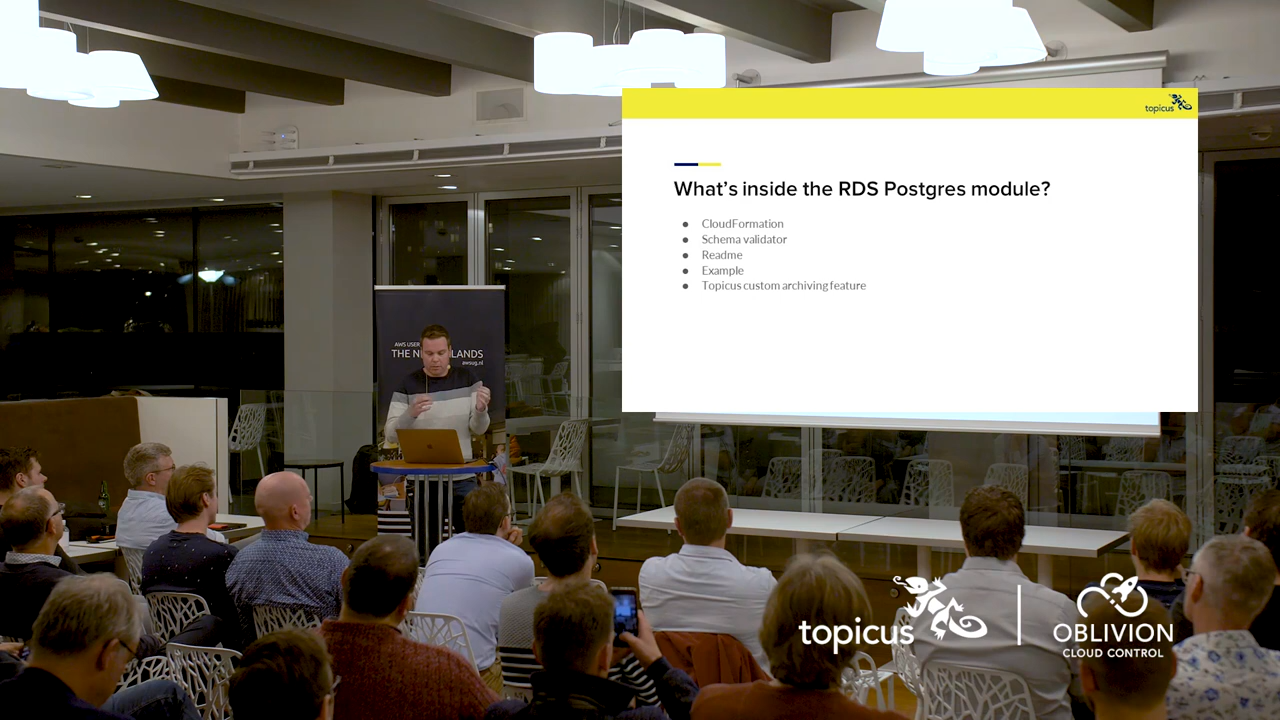 topicus
What's inside the RDS Postgres module?
● CloudFormation
● Schema validator
● Readme
● Example
● Topicus custom archiving feature
AWS USER
THE N LANDS
awsug.nl
topicus
OBLIVION
CLOUD CONTROL